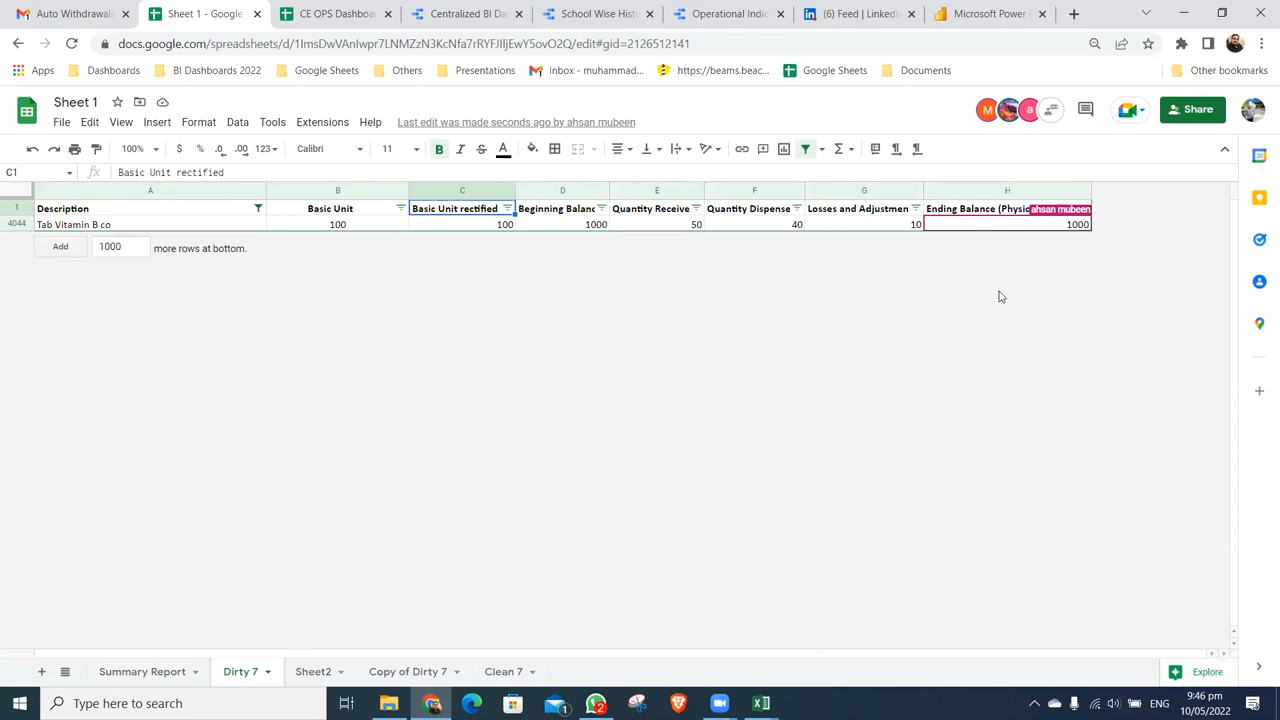 Auto Withdrawals
Sheet 1 - Google
CE OPS Dashboar
Centralized BI Da
School Wise Hist
Operational Indi
(6) Feed | LinkedI
Microsoft Power
docs.google.com/spreadsheets/d/
/edit#gid=2126512141
Apps
Dashboards
BI Dashboards 2022
Google Sheets
Others
Presentations
Inbox - muhammad...
https://beams.beac...
Google Sheets
Documents
Other bookmarks
Sheet 1
M
a
Share
File Edit View Insert Format Data Tools Extensions Help Last edit was made seconds ago by ahsan mubeen
100% $ % .0 .00 123 Calibri 11 B I S A
C1 fx Basic Unit rectified
A B C D E F G H
1 Description Basic Unit Basic Unit rectified Beginning Balanc Quantity Receive Quantity Dispense Losses and Adjustmen Ending Balance (Physic ahsan mubeen
4044 Tab Vitamin B co 100 100 1000 50 40 10 1000
Add 1000 more rows at bottom.
Summary Report Dirty 7 Sheet2 Copy of Dirty 7 Clean 7 Explore
Type here to search
1
2
ENG
9:46 pm
10/05/2022